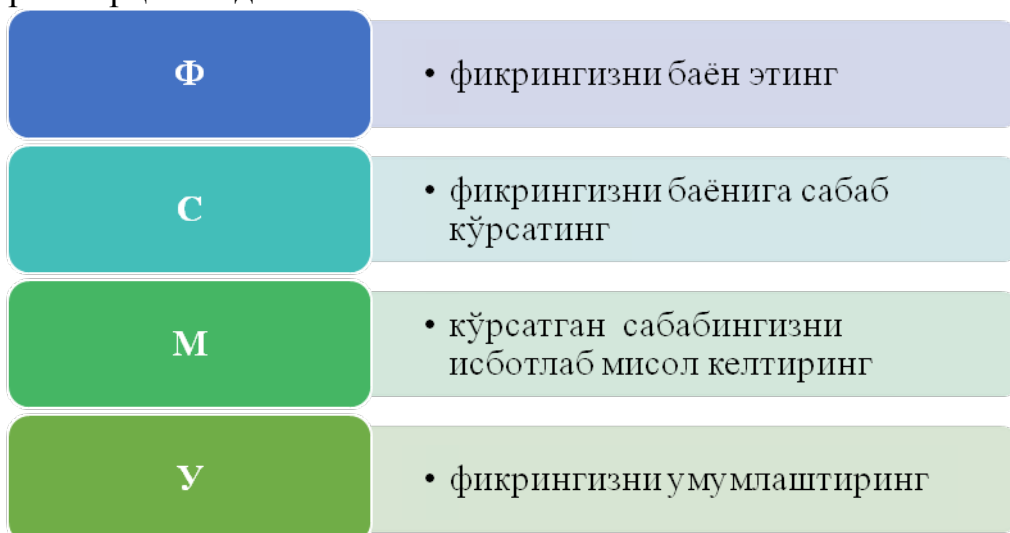 Ф
• фикрингизни баён этинг
С
• фикрингизни баёнига сабаб
кўрсатинг
М
• кўрсатган сабабингизни
исботлаб мисол келтиринг
У
• фикрингизни умумлаштиринг